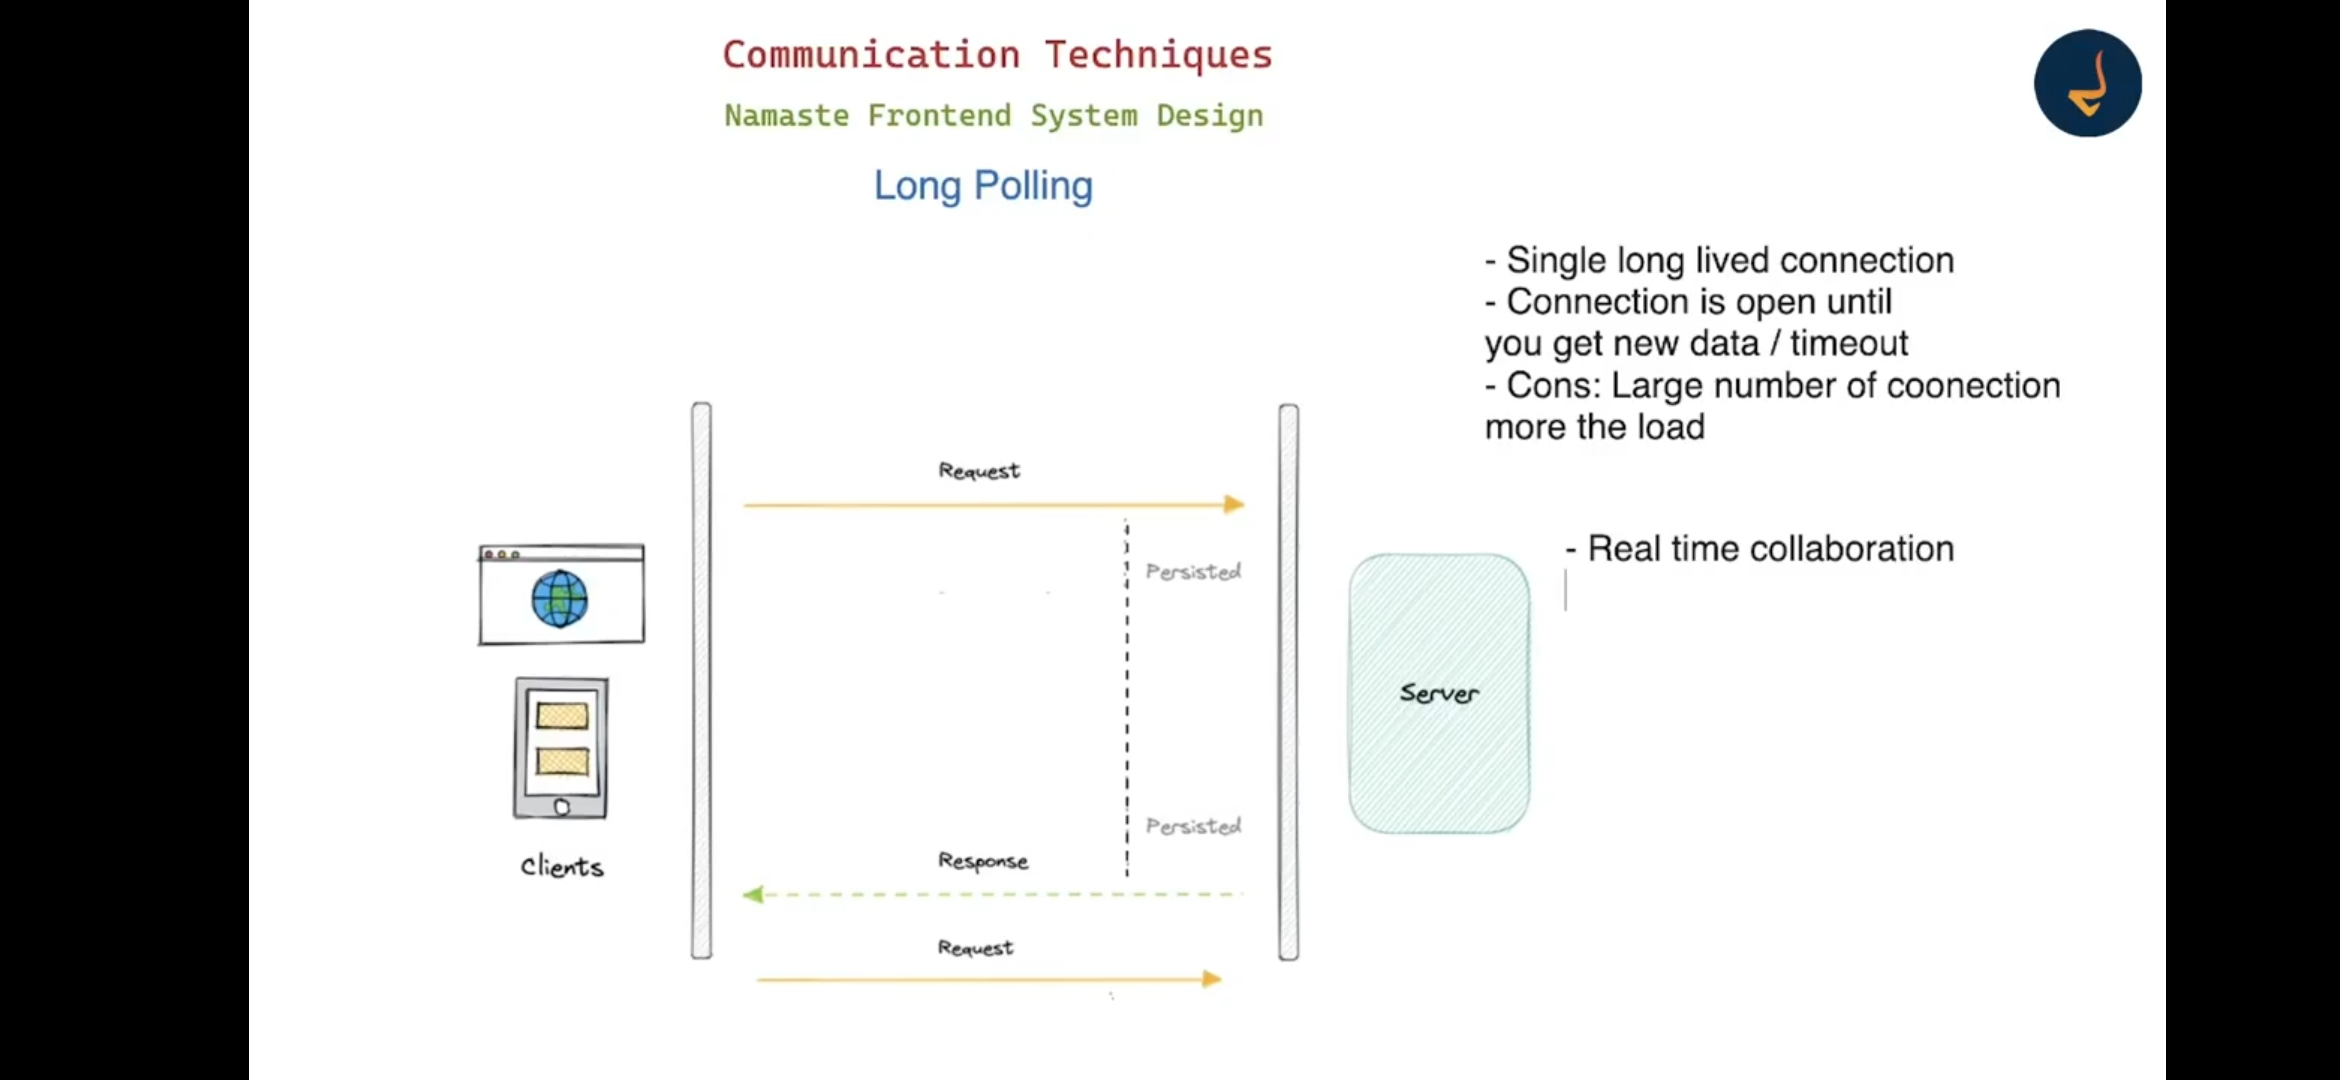 Communication Techniques
Namaste Frontend System Design
Long Polling
- Single long lived connection
- Connection is open until
you get new data / timeout
- Cons: Large number of coonection
more the load
Request
Persisted
- Real time collaboration
Server
Persisted
Response
Clients
Request